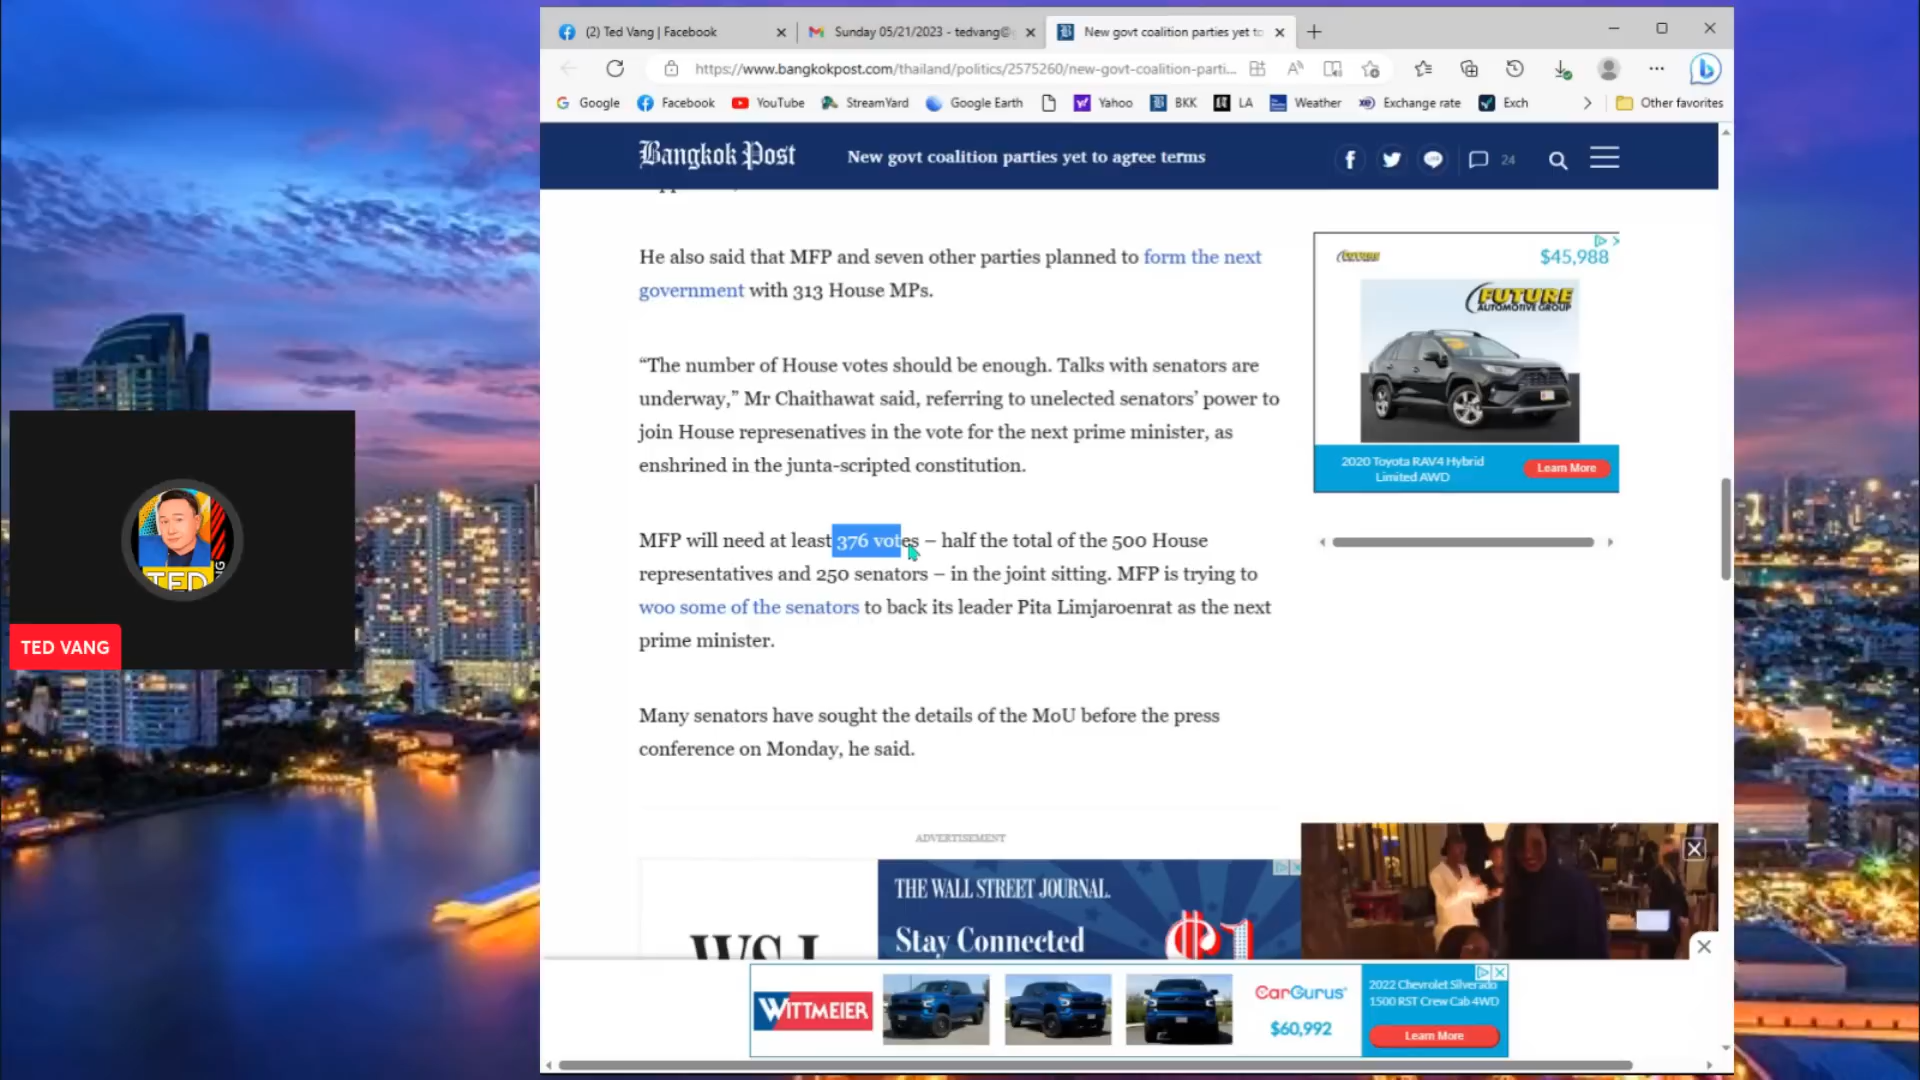 (2) Ted Vang | Facebook
Sunday 05/21/2023 - tedvang@
New govt coalition parties yet to
https://www.bangkokpost.com/thailand/politics/2575260/new-govt-coalition-parti...
Google
Facebook
YouTube
StreamYard
Google Earth
Yahoo
BKK
LA
Weather
Exchange rate
Exch
Other favorites
Bangkok Post
New govt coalition parties yet to agree terms
24
He also said that MFP and seven other parties planned to form the next
government with 313 House MPs.
“The number of House votes should be enough. Talks with senators are
underway,” Mr Chaithawat said, referring to unelected senators’ power to
join House represenatives in the vote for the next prime minister, as
enshrined in the junta-scripted constitution.
MFP will need at least 376 votes – half the total of the 500 House
representatives and 250 senators – in the joint sitting. MFP is trying to
woo some of the senators to back its leader Pita Limjaroenrat as the next
prime minister.
Many senators have sought the details of the MoU before the press
conference on Monday, he said.
FUTURE
$45,988
FUTURE
AUTOMOTIVE GROUP
2020 Toyota RAV4 Hybrid
Limited AWD
Learn More
TED
TED VANG
ADVERTISEMENT
WSJ
THE WALL STREET JOURNAL.
Stay Connected
$1
WITTMEIER
CarGurus
$60,992
2022 Chevrolet Silverado
1500 RST Crew Cab 4WD
Learn More